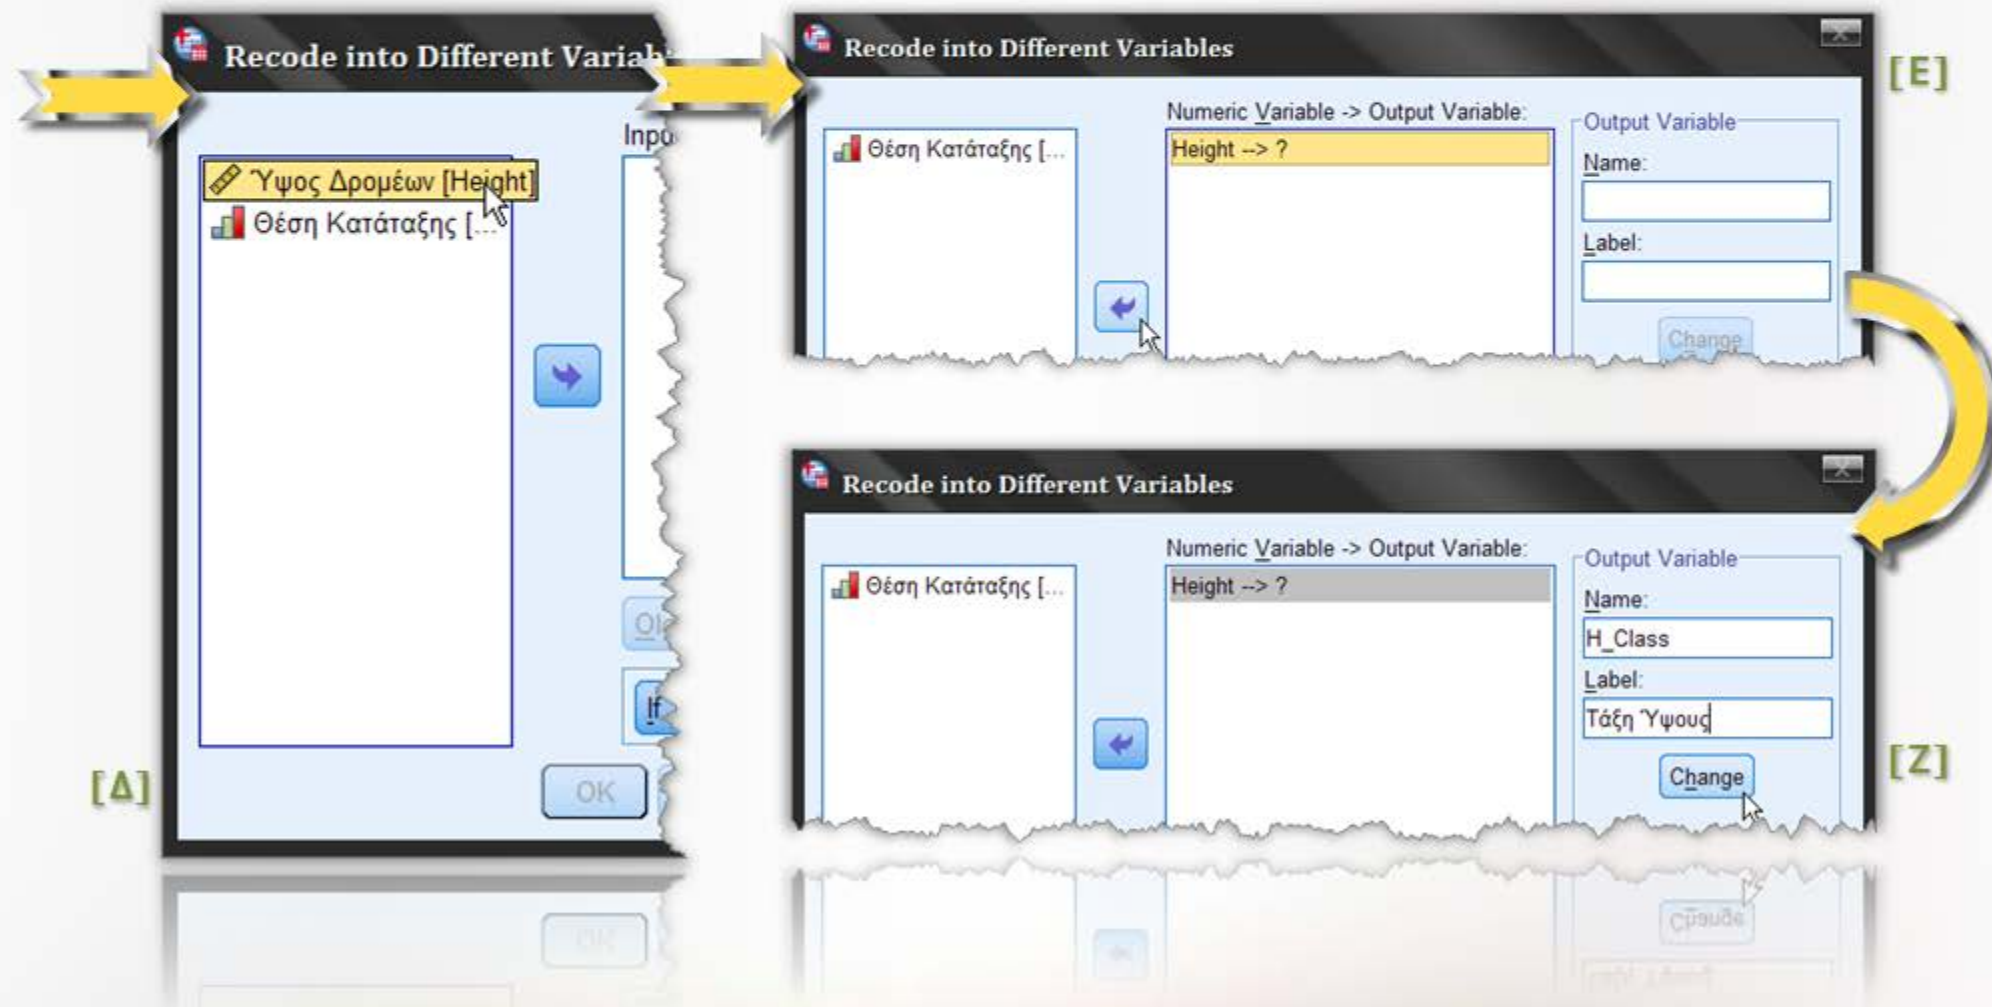 Recode into Different Variab
Inpu
Ύψος Δρομέων [Height]
Θέση Κατάταξης [...
If
OK
[Δ]
Recode into Different Variables
[Ε]
Numeric Variable -> Output Variable:
Θέση Κατάταξης [...
Height --> ?
Output Variable
Name:
Label:
Change
Recode into Different Variables
Numeric Variable -> Output Variable:
Θέση Κατάταξης [...
Height --> ?
Output Variable
Name:
H_Class
Label:
Τάξη Ύψους
Change
[Ζ]